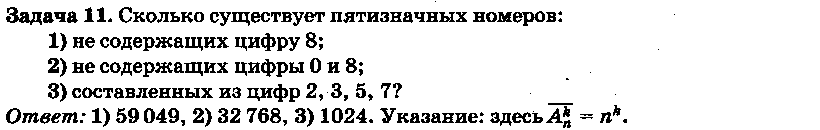 Задача 11. Сколько существует пятизначных номеров:
1) не содержащих цифру 8;
2) не содержащих цифры 0 и 8;
3) составленных из цифр 2, 3, 5, 7?
Ответ: 1) 59 049, 2) 32 768, 3) 1024. Указание: здесь $\overline{A_n^k} = n^k$.